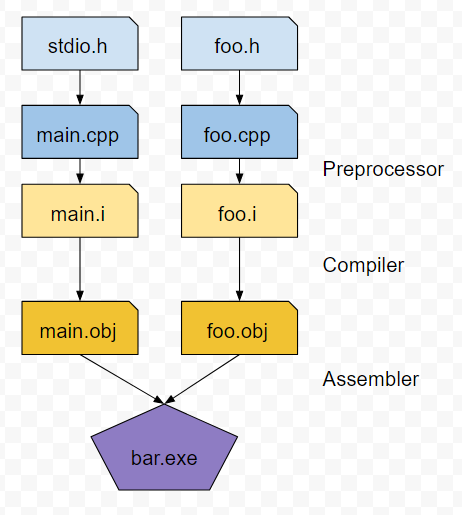 stdio.h
foo.h
main.cpp
foo.cpp
Preprocessor
main.i
foo.i
Compiler
main.obj
foo.obj
Assembler
bar.exe